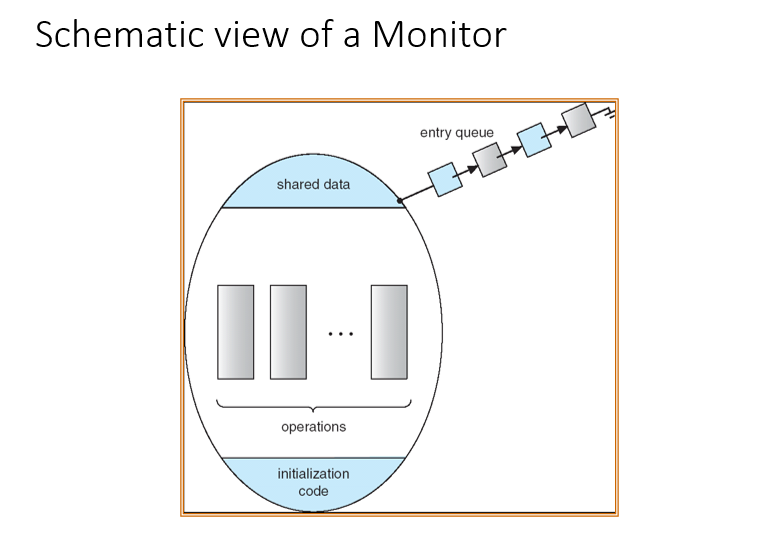 Schematic view of a Monitor
entry queue
shared data
...
operations
initialization
code